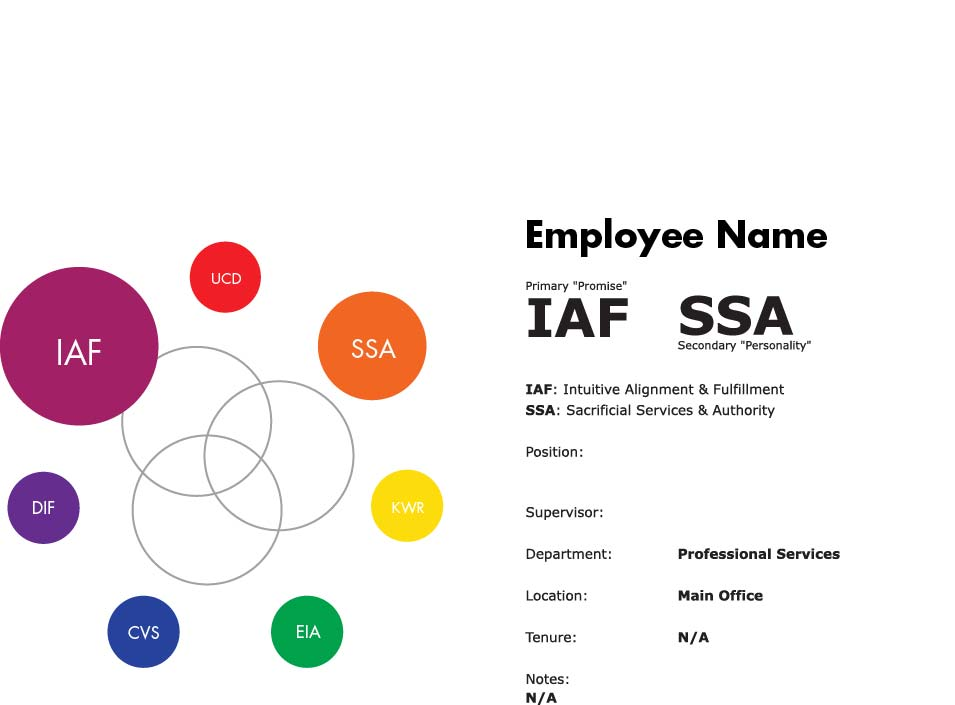 UCD
IAF
SSA
DIF
KWR
CVS
EIA
Employee Name
Primary "Promise"
IAF
SSA
Secondary "Personality"
IAF: Intuitive Alignment & Fulfillment
SSA: Sacrificial Services & Authority
Position:
Supervisor:
Department: Professional Services
Location: Main Office
Tenure: N/A
Notes:
N/A